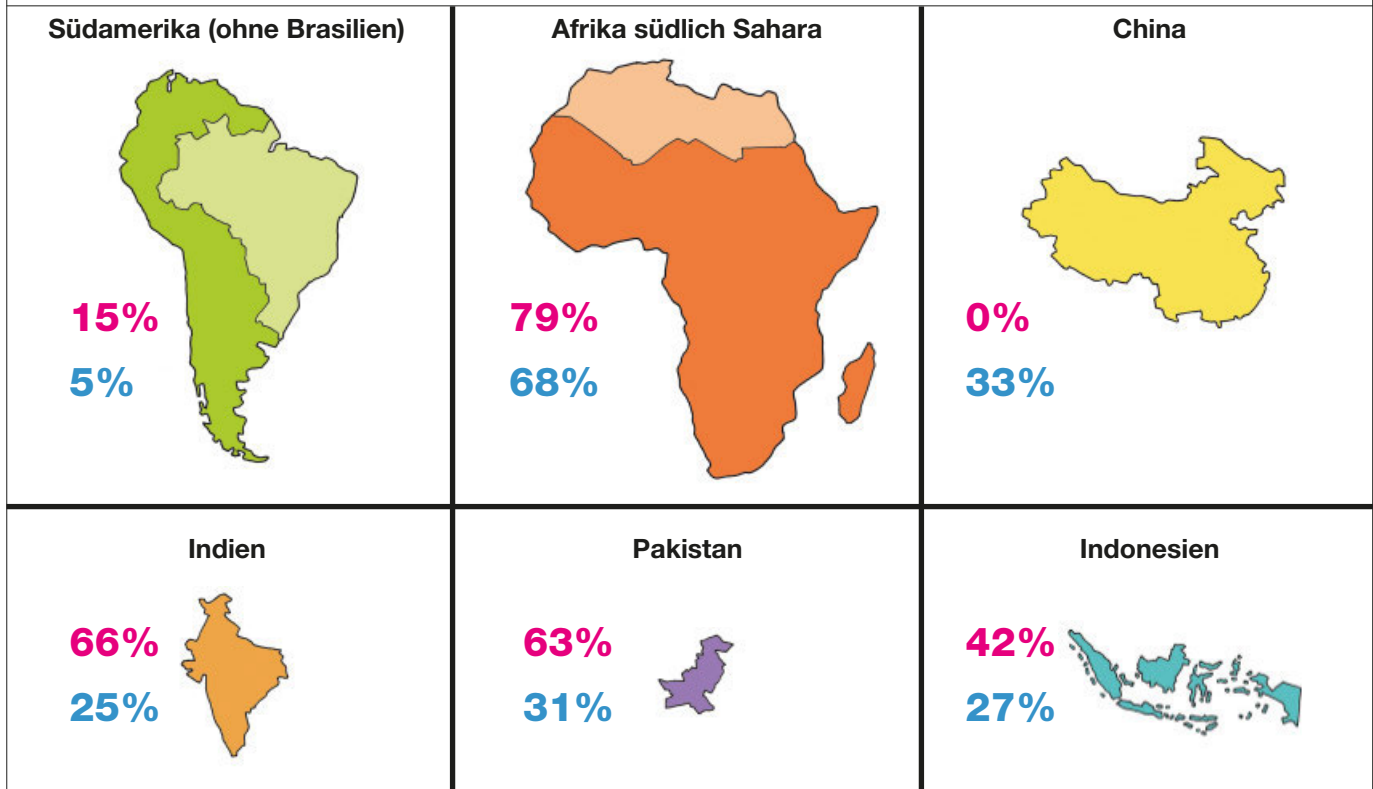 Südamerika (ohne Brasilien)
15%
5%
Afrika südlich Sahara
79%
68%
China
0%
33%
Indien
66%
25%
Pakistan
63%
31%
Indonesien
42%
27%